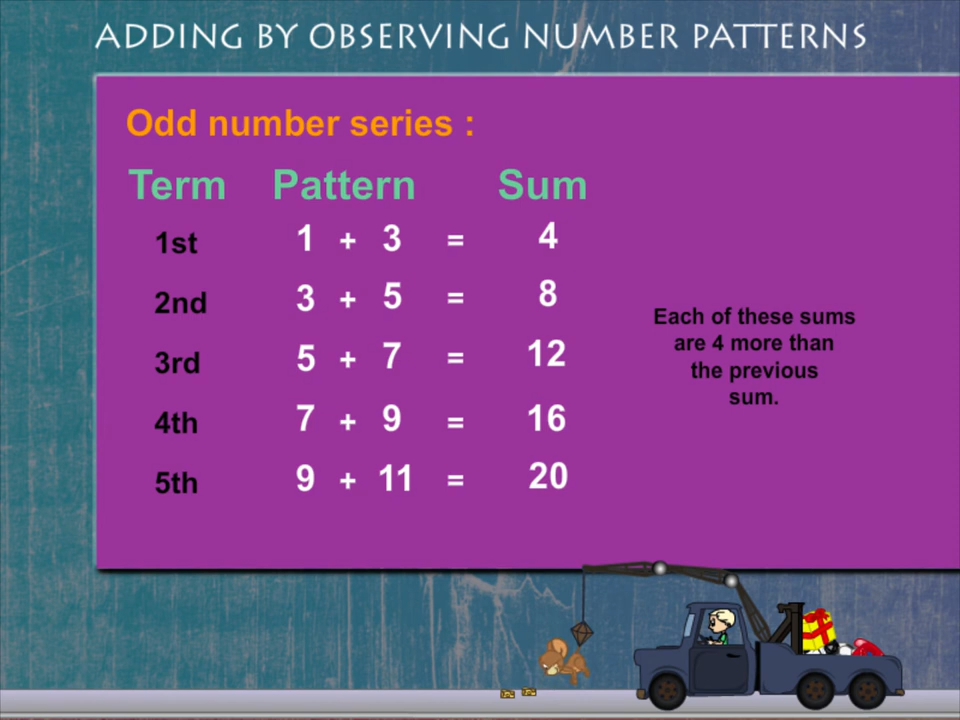 ADDING BY OBSERVING NUMBER PATTERNS
Odd number series :
Term Pattern Sum
1st 1 + 3 = 4
2nd 3 + 5 = 8
3rd 5 + 7 = 12
4th 7 + 9 = 16
5th 9 + 11 = 20
Each of these sums
are 4 more than
the previous
sum.